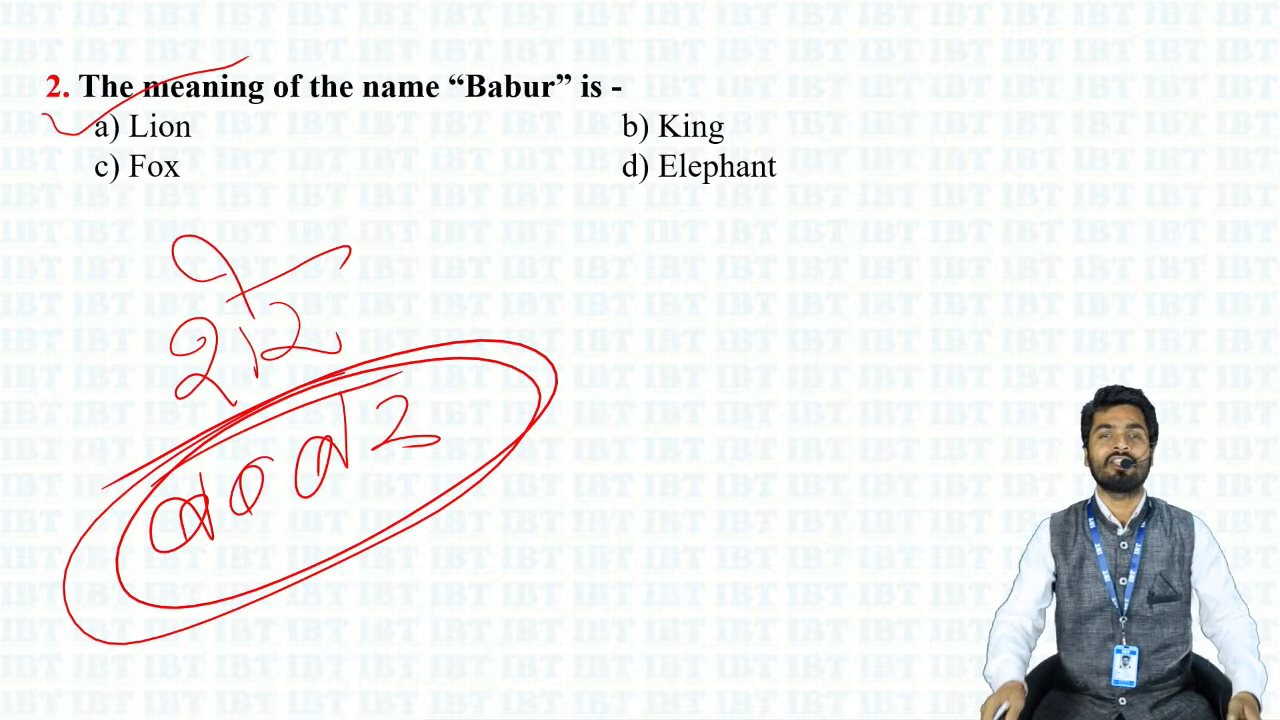 2. The meaning of the name “Babur” is -
a) Lion b) King
c) Fox d) Elephant